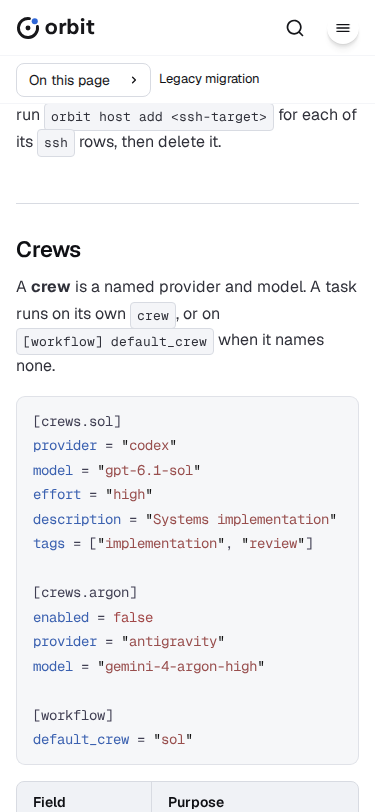 orbit
On this page
Legacy migration
run orbit host add <ssh-target> for each of
its ssh rows, then delete it.
Crews
A crew is a named provider and model. A task
runs on its own crew, or on
[workflow] default_crew when it names
none.
[crews.sol]
provider = "codex"
model = "gpt-6.1-sol"
effort = "high"
description = "Systems implementation"
tags = ["implementation", "review"]
[crews.argon]
enabled = false
provider = "antigravity"
model = "gemini-4-argon-high"
[workflow]
default_crew = "sol"
Field Purpose